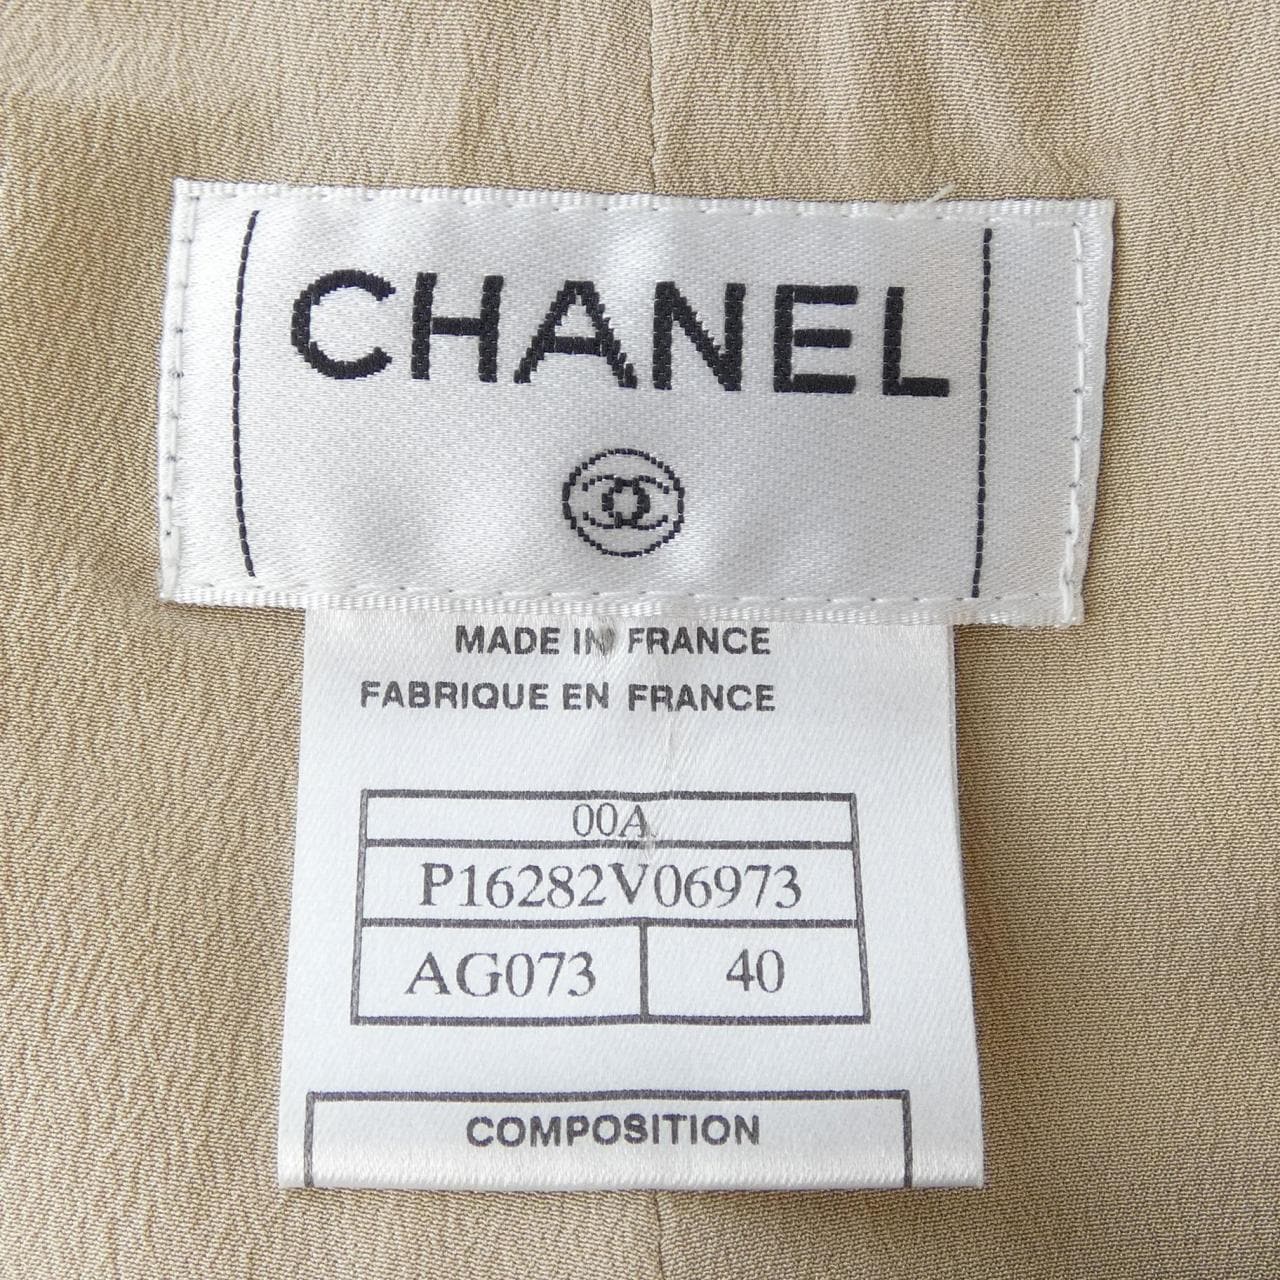 CHANEL
MADE IN FRANCE
FABRIQUE EN FRANCE
00A
P16282V06973
AG073 40
COMPOSITION